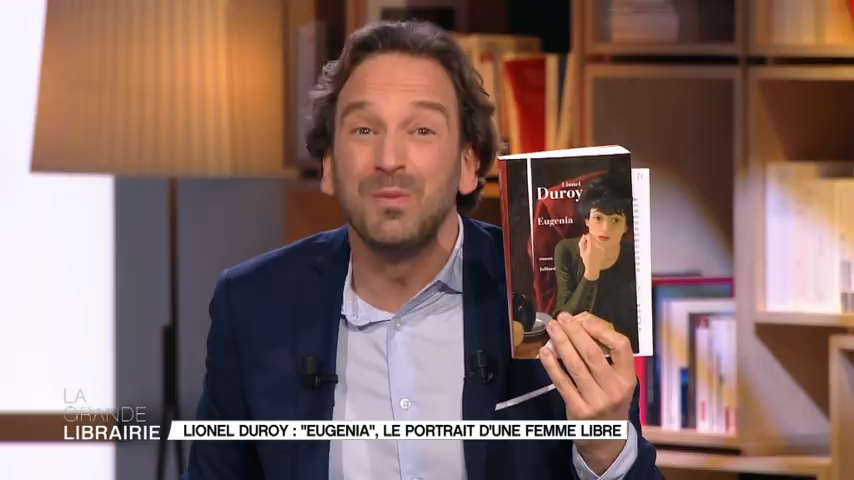 Lionel
Duroy
Eugenia
roman
Julliard
LA
GRANDE
LIBRAIRIE
LIONEL DUROY : "EUGENIA", LE PORTRAIT D'UNE FEMME LIBRE